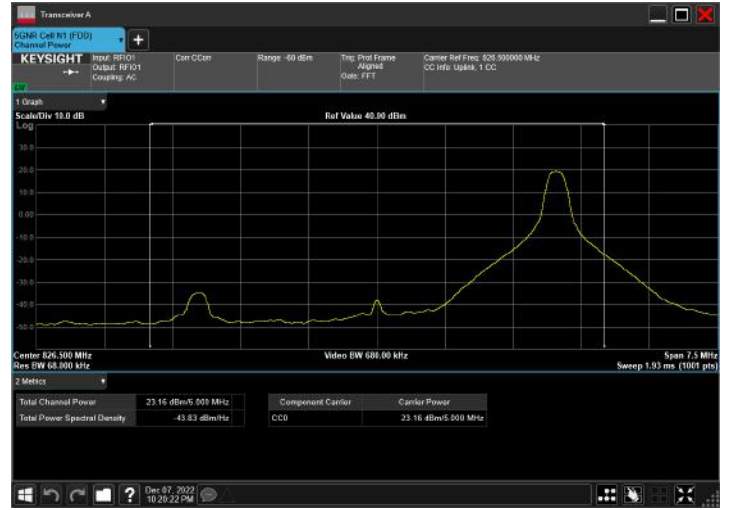 Transceiver A
5GNR Cell N1 (FDD)
Channel Power
KEYSIGHT
Input: RFIO1
Output: RFIO1
Coupling: AC
Corr CCorr
Range -60 dBm
Trig: Prot Frame
Aligned
Gate: FFT
Carrier Ref Freq: 826.500000 MHz
CC Info: Uplink, 1 CC
1 Graph
Scale/Div 10.0 dB
Ref Value 40.00 dBm
Log
30.0
20.0
10.0
0.00
-10.0
-20.0
-30.0
-40.0
-50.0
Center 826.500 MHz
Video BW 680.00 kHz
Span 7.5 MHz
Res BW 68.000 kHz
Sweep 1.93 ms (1001 pts)
2 Metrics
Total Channel Power 23.16 dBm/5.000 MHz
Total Power Spectral Density -43.83 dBm/Hz
Component Carrier Carrier Power
CC0 23.16 dBm/5.000 MHz
Dec 07, 2022
10:20:22 PM